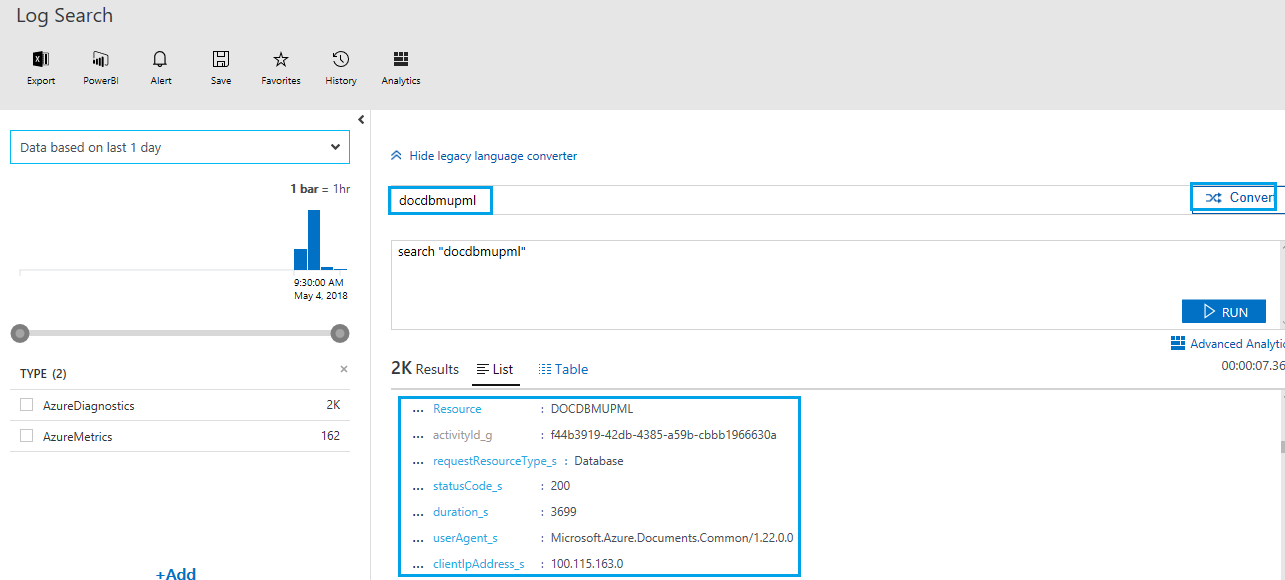 Log Search
Export PowerBI Alert Save Favorites History Analytics
Data based on last 1 day
1 bar = 1hr
9:30:00 AM
May 4, 2018
TYPE (2)
AzureDiagnostics 2K
AzureMetrics 162
+Add
Hide legacy language converter
docdbmupml
Conver
search "docdbmupml"
RUN
Advanced Analytic
2K Results List Table
00:00:07.36
... Resource : DOCDBMUPML
... activityId_g : f44b3919-42db-4385-a59b-cbbb1966630a
... requestResourceType_s : Database
... statusCode_s : 200
... duration_s : 3699
... userAgent_s : Microsoft.Azure.Documents.Common/1.22.0.0
... clientIpAddress_s : 100.115.163.0